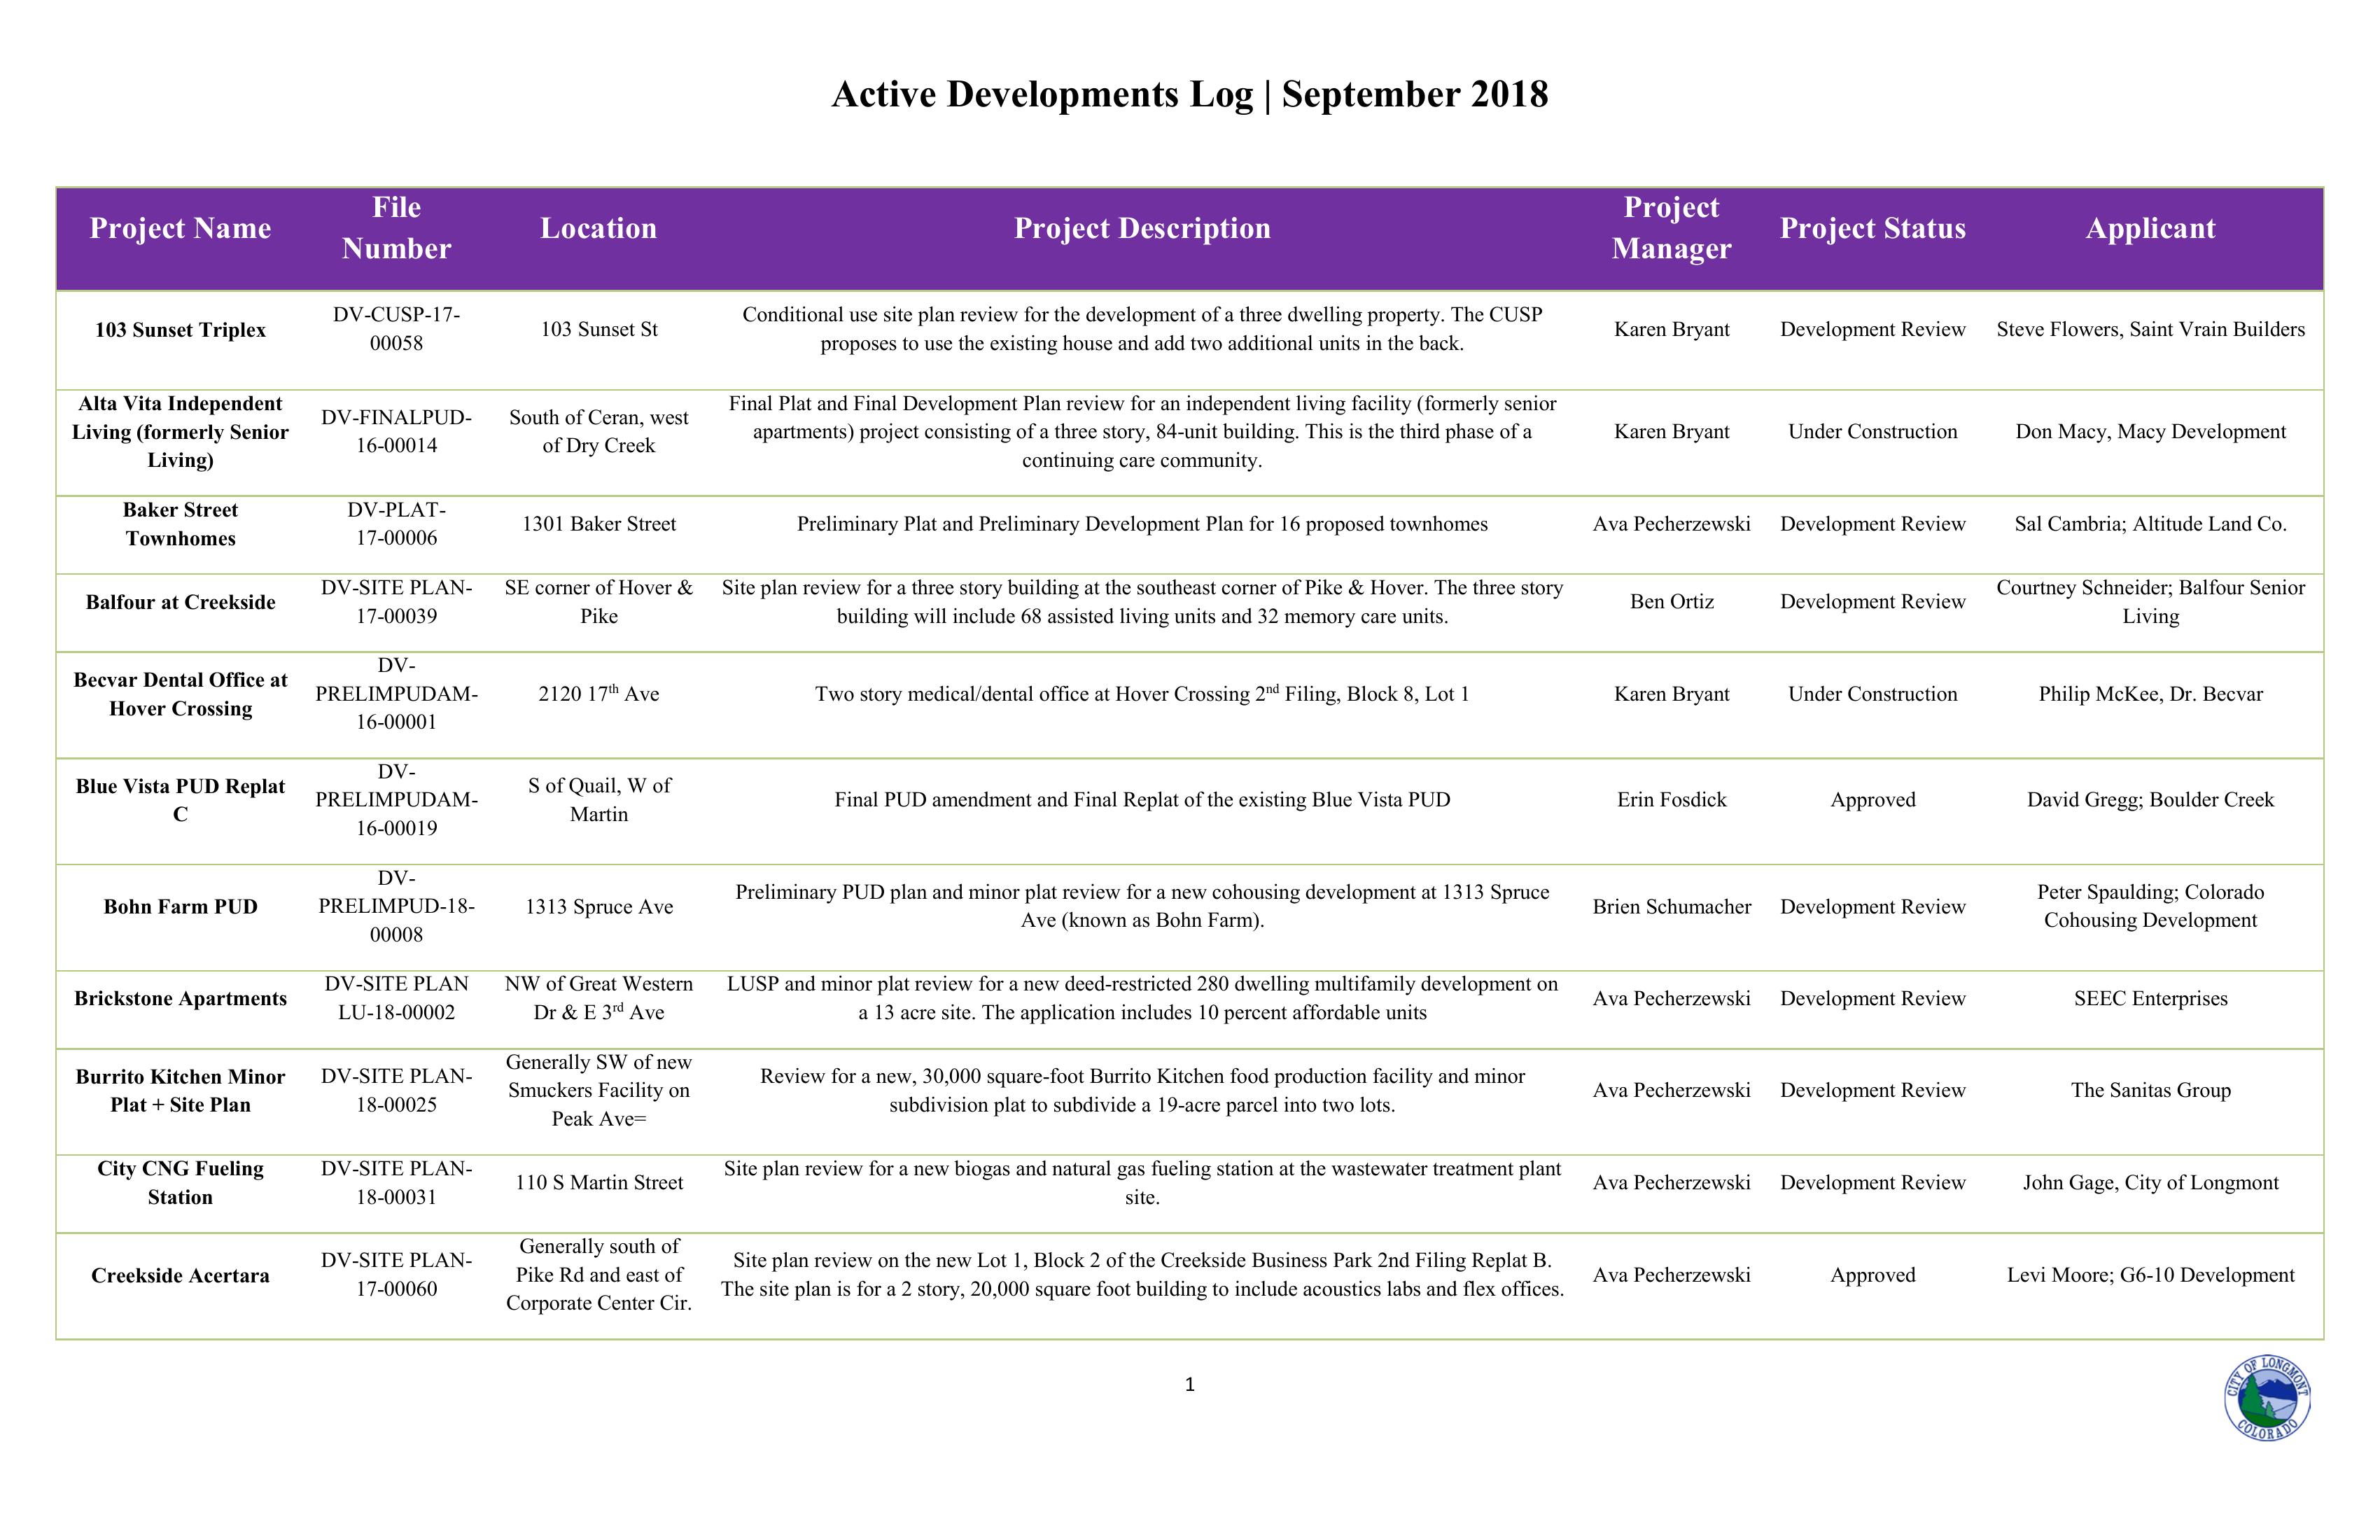 Active Developments Log | September 2018
Project Name
File
Number
Location
Project Description
Project
Manager
Project Status
Applicant
103 Sunset Triplex
DV-CUSP-17-
00058
103 Sunset St
Conditional use site plan review for the development of a three dwelling property. The CUSP
proposes to use the existing house and add two additional units in the back.
Karen Bryant
Development Review
Steve Flowers, Saint Vrain Builders
Alta Vita Independent
Living (formerly Senior
Living)
DV-FINALPUD-
16-00014
South of Ceran, west
of Dry Creek
Final Plat and Final Development Plan review for an independent living facility (formerly senior
apartments) project consisting of a three story, 84-unit building. This is the third phase of a
continuing care community.
Karen Bryant
Under Construction
Don Macy, Macy Development
Baker Street
Townhomes
DV-PLAT-
17-00006
1301 Baker Street
Preliminary Plat and Preliminary Development Plan for 16 proposed townhomes
Ava Pecherzewski
Development Review
Sal Cambria; Altitude Land Co.
Balfour at Creekside
DV-SITE PLAN-
17-00039
SE corner of Hover &
Pike
Site plan review for a three story building at the southeast corner of Pike & Hover. The three story
building will include 68 assisted living units and 32 memory care units.
Ben Ortiz
Development Review
Courtney Schneider; Balfour Senior
Living
Becvar Dental Office at
Hover Crossing
DV-
PRELIMPUDAM-
16-00001
2120 17th Ave
Two story medical/dental office at Hover Crossing 2nd Filing, Block 8, Lot 1
Karen Bryant
Under Construction
Philip McKee, Dr. Becvar
Blue Vista PUD Replat
C
DV-
PRELIMPUDAM-
16-00019
S of Quail, W of
Martin
Final PUD amendment and Final Replat of the existing Blue Vista PUD
Erin Fosdick
Approved
David Gregg; Boulder Creek
Bohn Farm PUD
DV-
PRELIMPUD-18-
00008
1313 Spruce Ave
Preliminary PUD plan and minor plat review for a new cohousing development at 1313 Spruce
Ave (known as Bohn Farm).
Brien Schumacher
Development Review
Peter Spaulding; Colorado
Cohousing Development
Brickstone Apartments
DV-SITE PLAN
LU-18-00002
NW of Great Western
Dr & E 3rd Ave
LUSP and minor plat review for a new deed-restricted 280 dwelling multifamily development on
a 13 acre site. The application includes 10 percent affordable units
Ava Pecherzewski
Development Review
SEEC Enterprises
Burrito Kitchen Minor
Plat + Site Plan
DV-SITE PLAN-
18-00025
Generally SW of new
Smuckers Facility on
Peak Ave=
Review for a new, 30,000 square-foot Burrito Kitchen food production facility and minor
subdivision plat to subdivide a 19-acre parcel into two lots.
Ava Pecherzewski
Development Review
The Sanitas Group
City CNG Fueling
Station
DV-SITE PLAN-
18-00031
110 S Martin Street
Site plan review for a new biogas and natural gas fueling station at the wastewater treatment plant
site.
Ava Pecherzewski
Development Review
John Gage, City of Longmont
Creekside Acertara
DV-SITE PLAN-
17-00060
Generally south of
Pike Rd and east of
Corporate Center Cir.
Site plan review on the new Lot 1, Block 2 of the Creekside Business Park 2nd Filing Replat B.
The site plan is for a 2 story, 20,000 square foot building to include acoustics labs and flex offices.
Ava Pecherzewski
Approved
Levi Moore; G6-10 Development
1
CITY OF LONGMONT
COLORADO